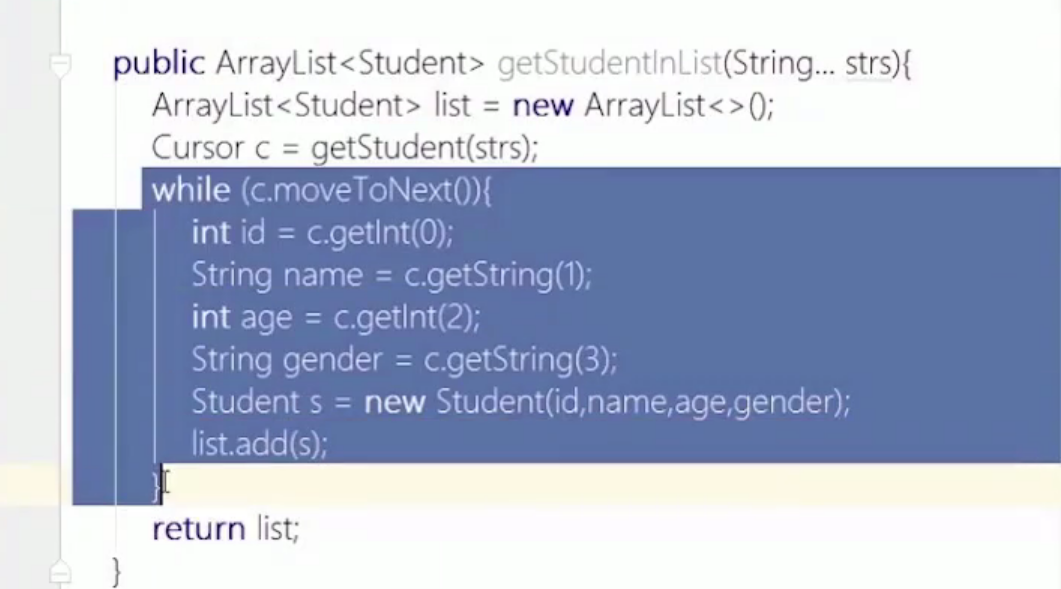 public ArrayList<Student> getStudentInList(String... strs){
ArrayList<Student> list = new ArrayList<>();
Cursor c = getStudent(strs);
while (c.moveToNext()){
int id = c.getInt(0);
String name = c.getString(1);
int age = c.getInt(2);
String gender = c.getString(3);
Student s = new Student(id,name,age,gender);
list.add(s);
}
return list;
}